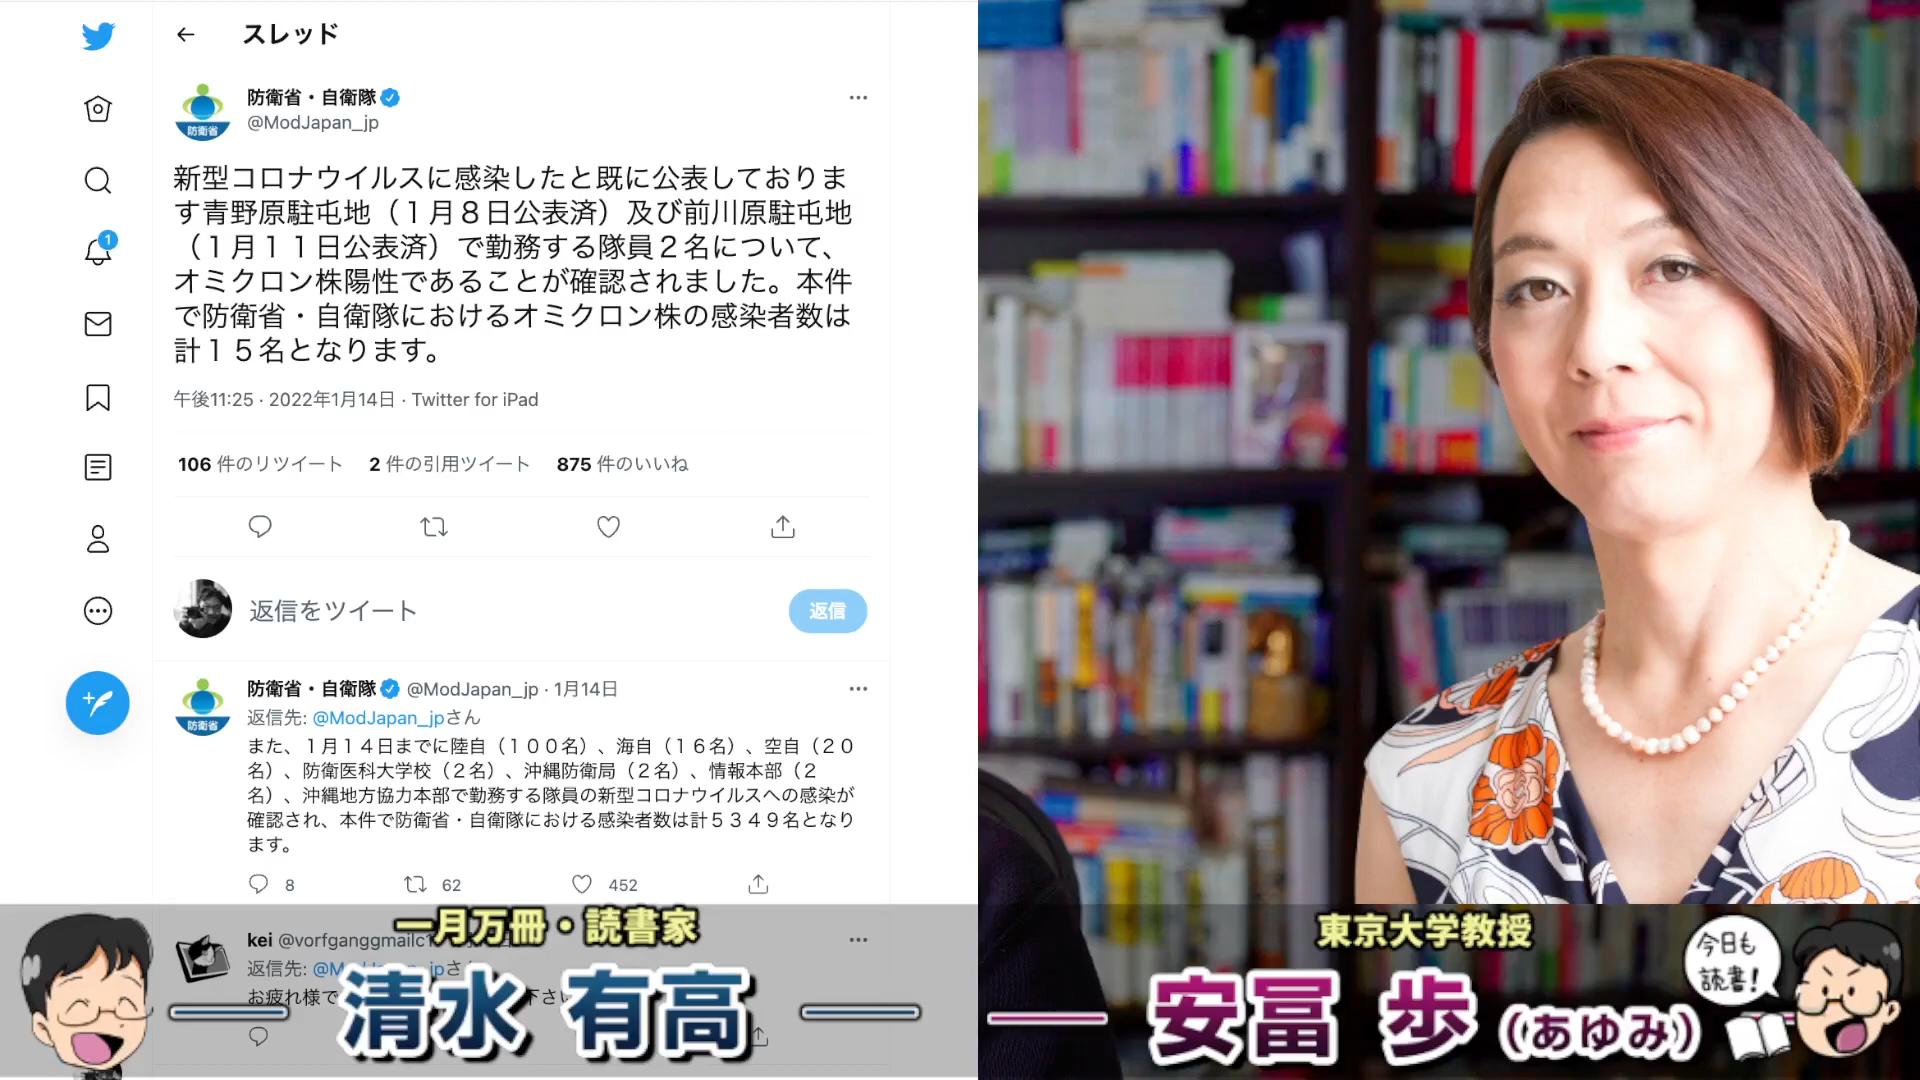 スレッド
防衛省・自衛隊
@ModJapan_jp
防衛省
新型コロナウイルスに感染したと既に公表しておりま
す青野原駐屯地（１月８日公表済）及び前川原駐屯地
（１月１１日公表済）で勤務する隊員２名について、
オミクロン株陽性であることが確認されました。本件
で防衛省・自衛隊におけるオミクロン株の感染者数は
計１５名となります。
午後11:25 · 2022年1月14日 · Twitter for iPad
106 件のリツイート 2 件の引用ツイート 875 件のいいね
1
返信をツイート
返信
防衛省・自衛隊 @ModJapan_jp · 1月14日
防衛省
返信先: @ModJapan_jpさん
また、１月１４日までに陸自（１００名）、海自（１６名）、空自（２０
名）、防衛医科大学校（２名）、沖縄防衛局（２名）、情報本部（２
名）、沖縄地方協力本部で勤務する隊員の新型コロナウイルスへの感染が
確認され、本件で防衛省・自衛隊における感染者数は計５３４９名となり
ます。
8 62 452
kei @vorfganggmailc
返信先: @M
お疲れ様で
一月万冊・読書家
清水 有高
東京大学教授
安冨 歩 (あゆみ)
今日も
読書!